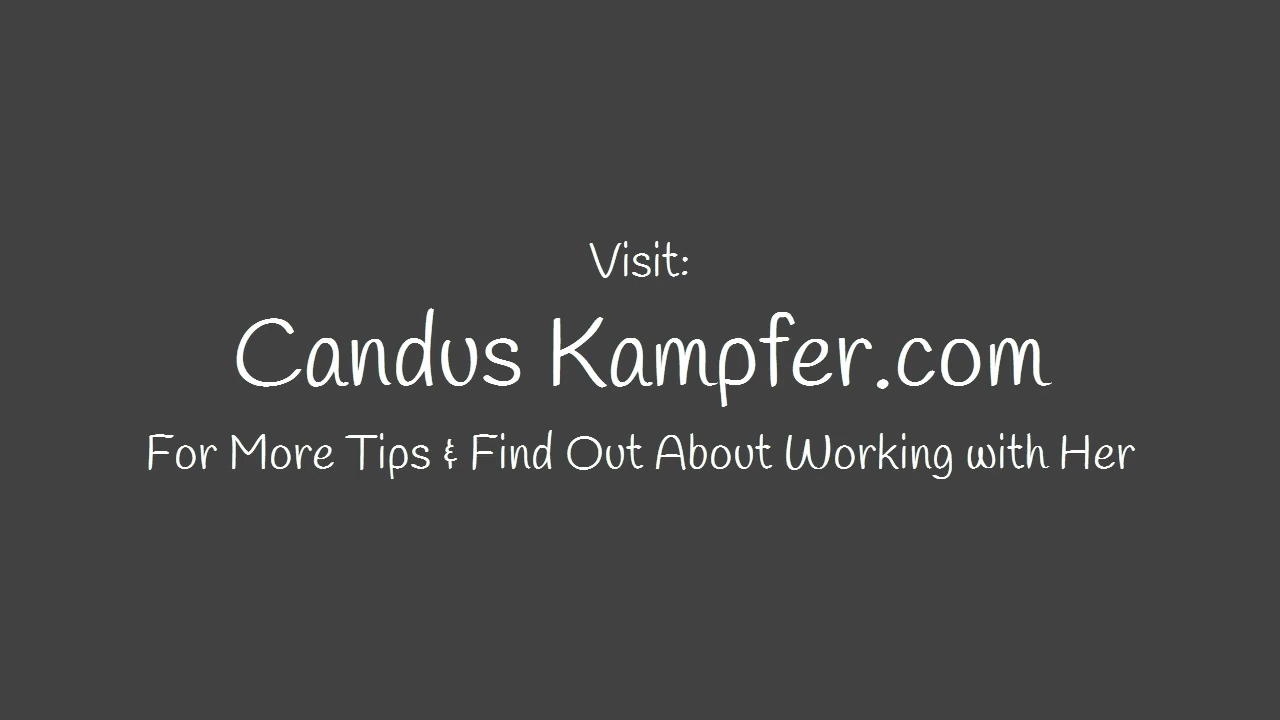 Visit:
Candus Kampfer.com
For More Tips & Find Out About Working with Her